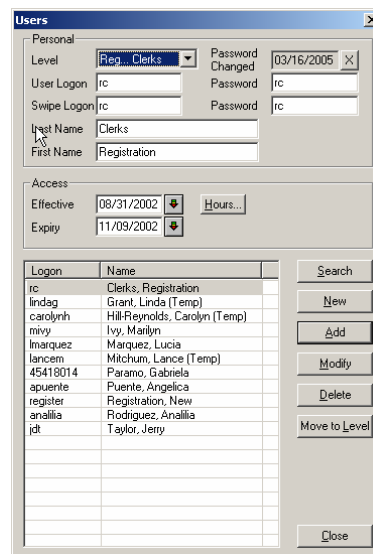 Users
Personal
Level Reg... Clerks Password Changed 03/16/2005 X
User Logon rc Password rc
Swipe Logon rc Password rc
Last Name Clerks
First Name Registration
Access
Effective 08/31/2002 Hours...
Expiry 11/09/2002
Logon Name
rc Clerks, Registration
lindag Grant, Linda (Temp)
carolynh Hill-Reynolds, Carolyn (Temp)
mivy Ivy, Marilyn
lmarquez Marquez, Lucia
lancem Mitchum, Lance (Temp)
45418014 Paramo, Gabriela
apuente Puente, Angelica
register Registration, New
analilia Rodriguez, Analilia
jdt Taylor, Jerry
Search
New
Add
Modify
Delete
Move to Level
Close